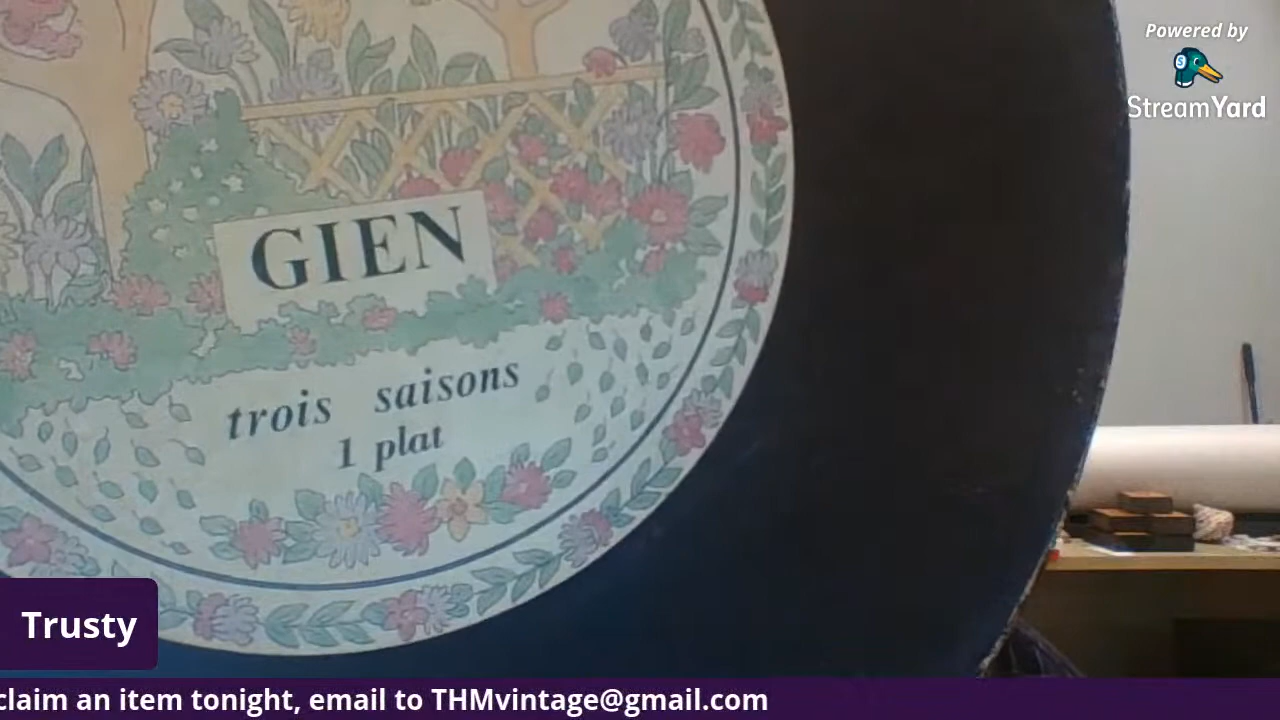 Powered by
StreamYard
GIEN
trois saisons
1 plat
Trusty
claim an item tonight, email to THMvintage@gmail.com